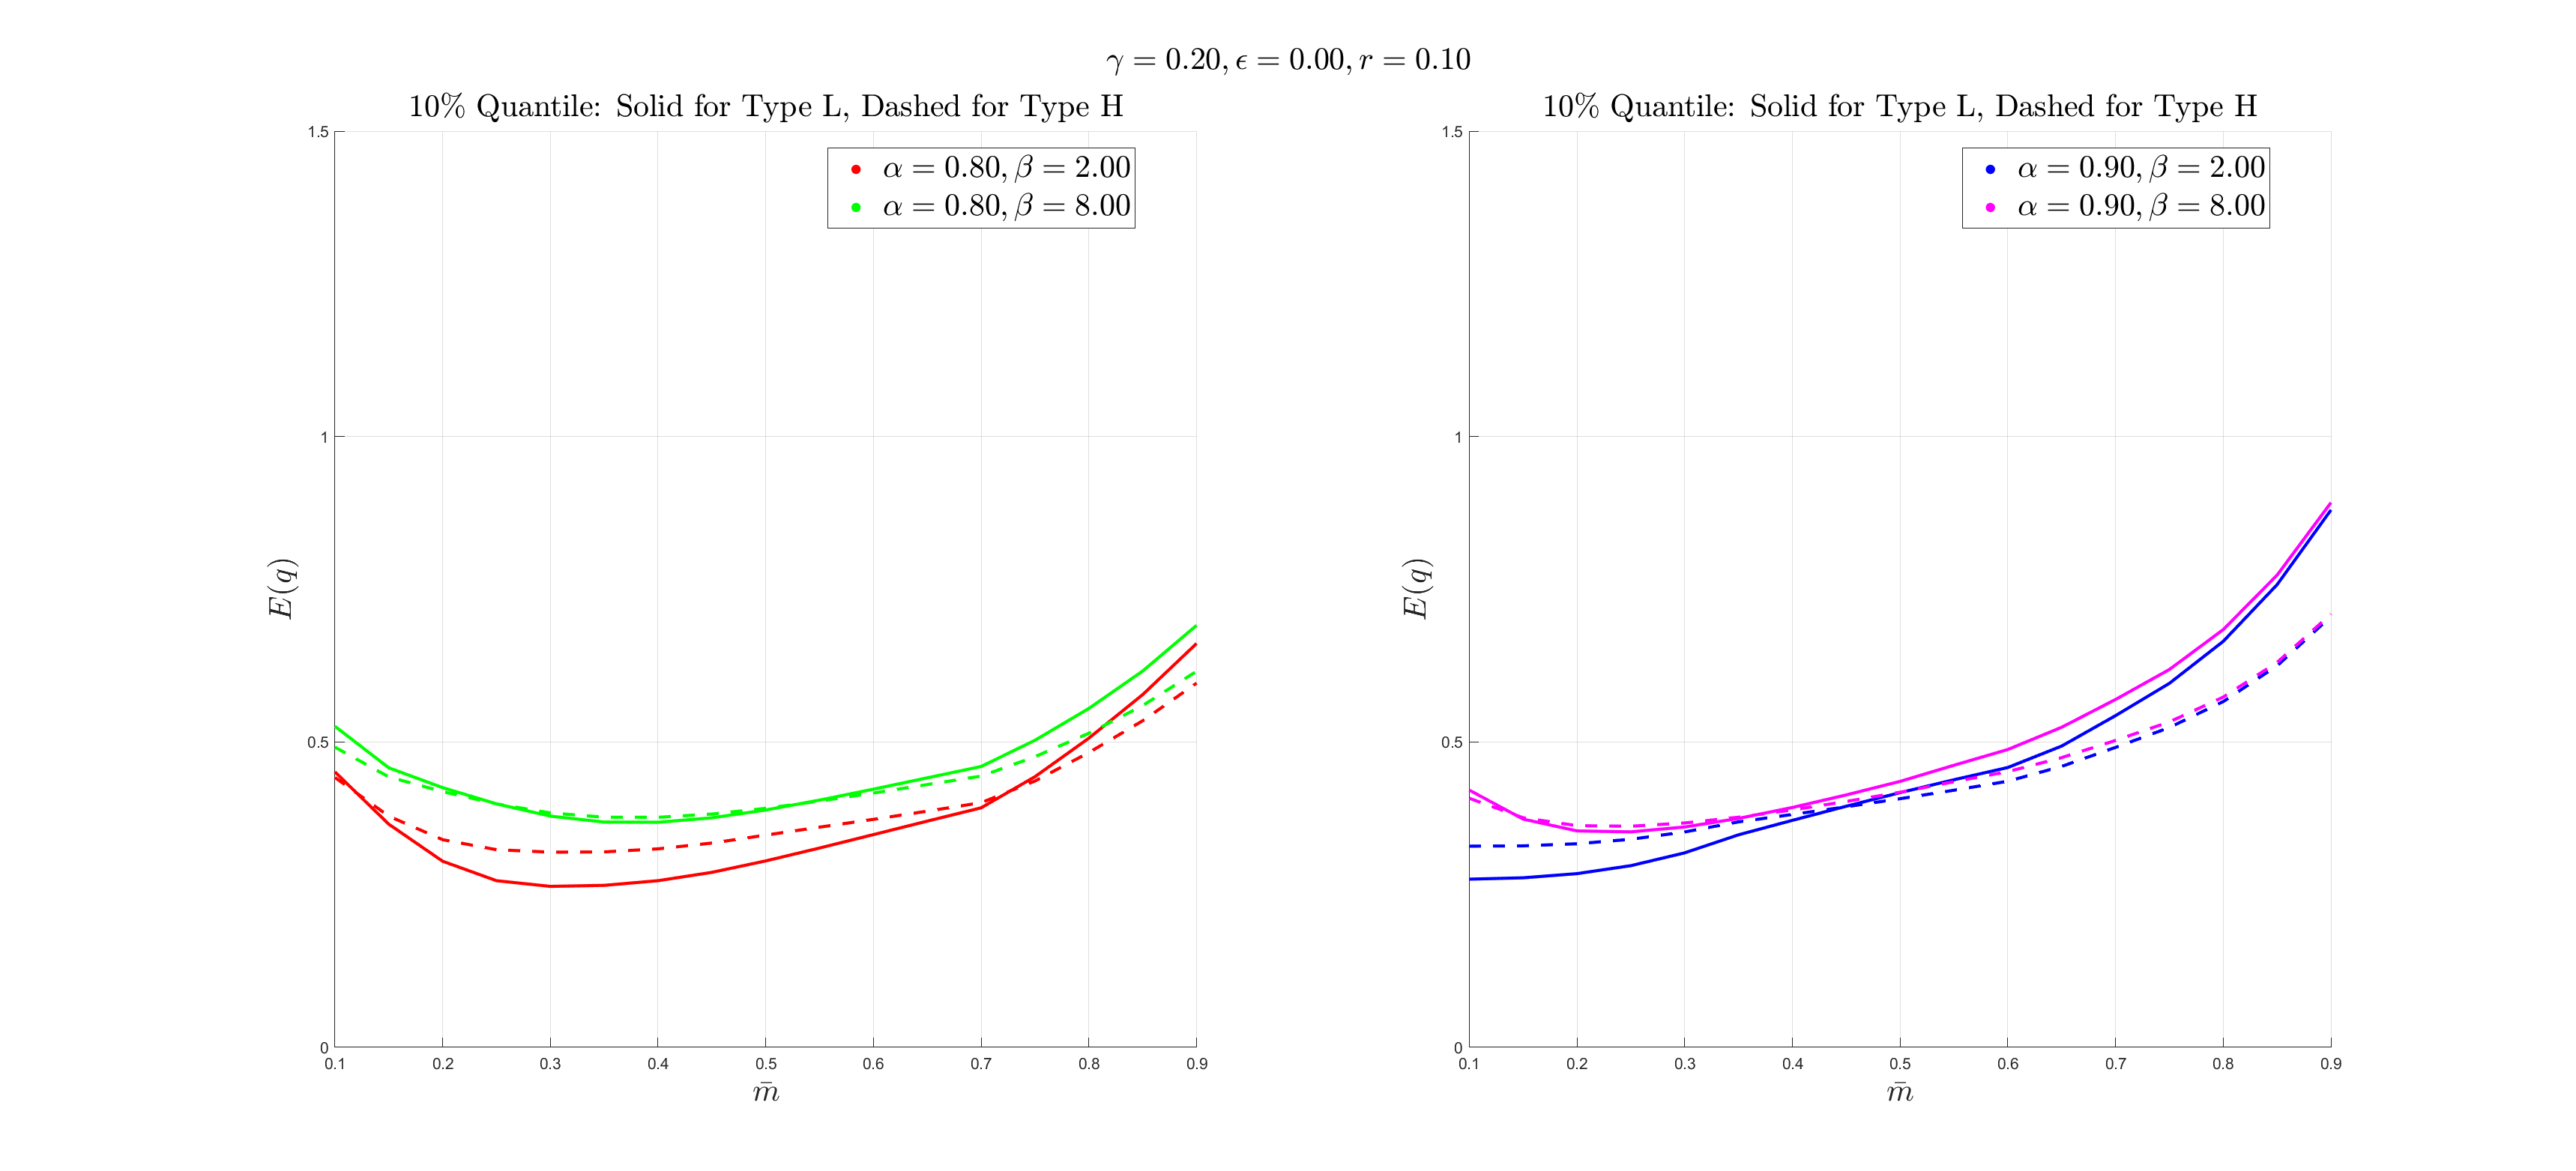 γ = 0.20, ϵ = 0.00, r = 0.10
10% Quantile: Solid for Type L, Dashed for Type H
1.5
α = 0.80, β = 2.00
α = 0.80, β = 8.00
1
E(q)
0.5
0
0.1 0.2 0.3 0.4 0.5 0.6 0.7 0.8 0.9
m̄
10% Quantile: Solid for Type L, Dashed for Type H
1.5
α = 0.90, β = 2.00
α = 0.90, β = 8.00
1
E(q)
0.5
0
0.1 0.2 0.3 0.4 0.5 0.6 0.7 0.8 0.9
m̄